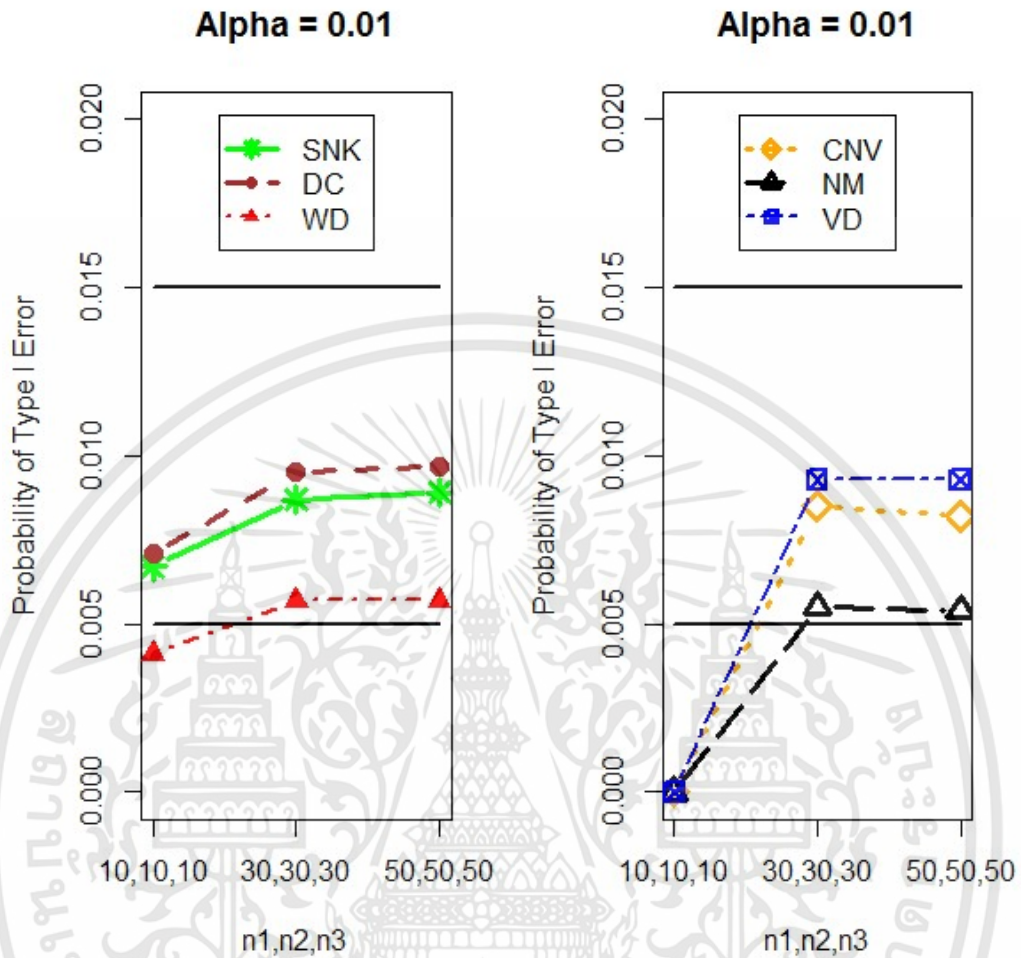 Alpha = 0.01
Probability of Type I Error
0.020
0.015
0.010
0.005
0.000
SNK
DC
WD
10,10,10
30,30,30
50,50,50
n1,n2,n3
Alpha = 0.01
Probability of Type I Error
0.020
0.015
0.010
0.005
0.000
CNV
NM
VD
10,10,10
30,30,30
50,50,50
n1,n2,n3